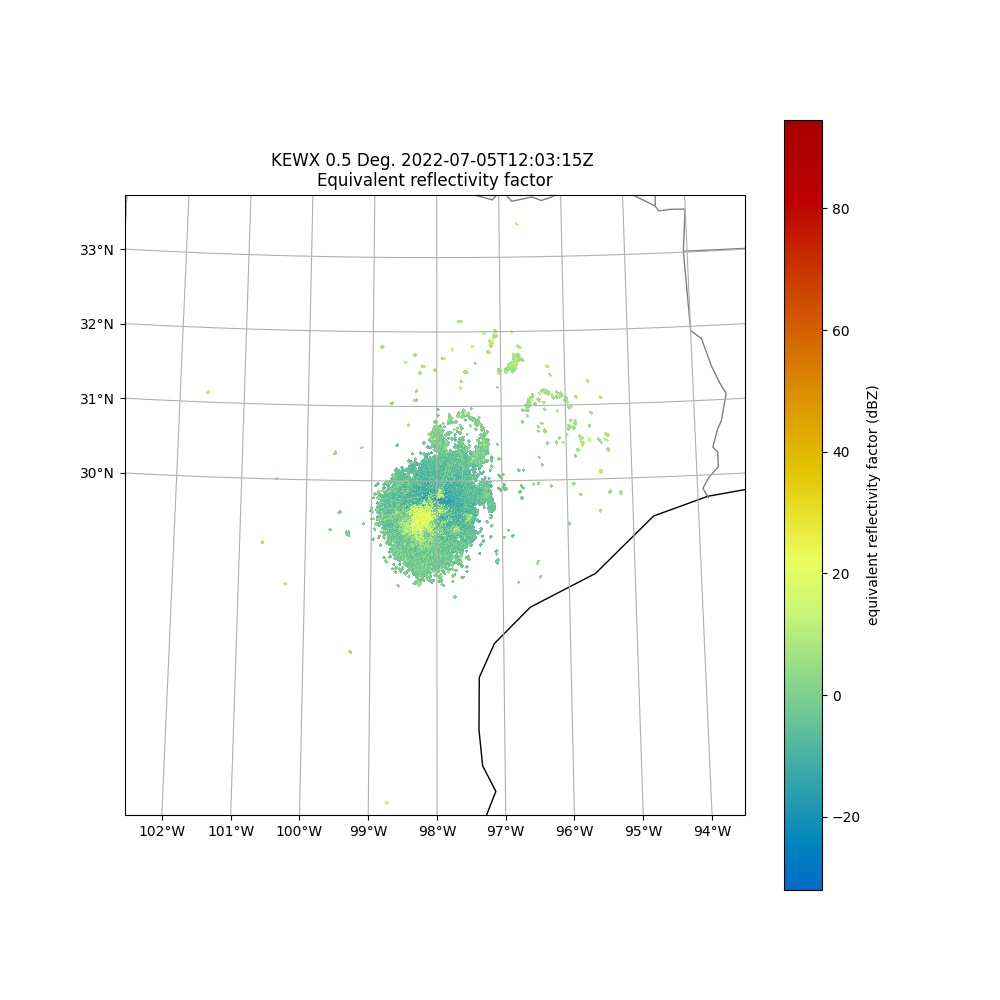 KEWX 0.5 Deg. 2022-07-05T12:03:15Z
Equivalent reflectivity factor
33°N
32°N
31°N
30°N
102°W 101°W 100°W 99°W 98°W 97°W 96°W 95°W 94°W
80
60
40
20
0
−20
equivalent reflectivity factor (dBZ)